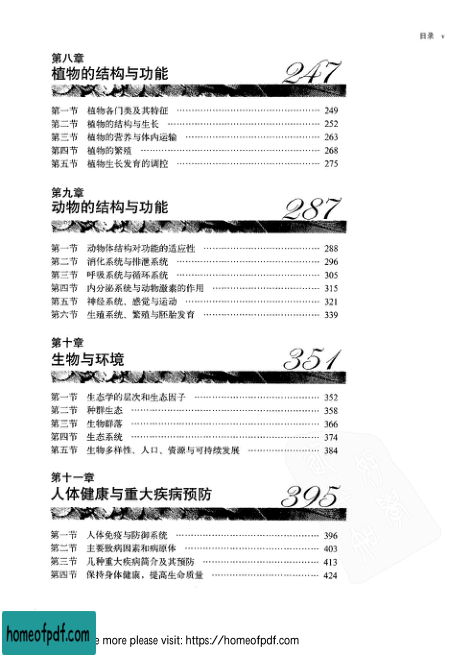 目录 v
第八章
植物的结构与功能 247
第一节 植物各门类及其特征 249
第二节 植物的结构与生长 252
第三节 植物的营养与体内运输 263
第四节 植物的繁殖 268
第五节 植物生长发育的调控 275
第九章
动物的结构与功能 287
第一节 动物体结构对功能的适应性 288
第二节 消化系统与排泄系统 296
第三节 呼吸系统与循环系统 305
第四节 内分泌系统与动物激素的作用 315
第五节 神经系统、感觉与运动 321
第六节 生殖系统、繁殖与胚胎发育 339
第十章
生物与环境 351
第一节 生态学的层次和生态因子 352
第二节 种群生态 358
第三节 生物群落 366
第四节 生态系统 374
第五节 生物多样性、人口、资源与可持续发展 384
第十一章
人体健康与重大疾病预防 395
第一节 人体免疫与防御系统 396
第二节 主要致病因素和病原体 403
第三节 几种重大疾病简介及其预防 413
第四节 保持身体健康，提高生命质量 424
homeofpdf.com
e more please visit: https://homeofpdf.com